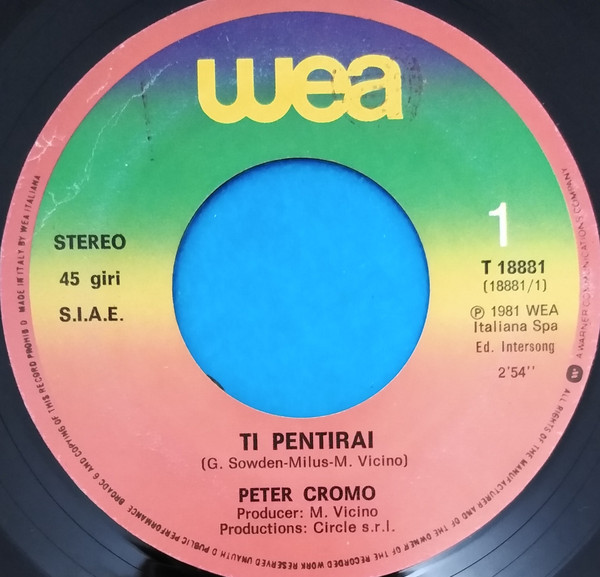 wea
1
STEREO
45 giri
S.I.A.E.
T 18881
(18881/1)
Ⓟ 1981 WEA
Italiana Spa
Ed. Intersong
2'54''
TI PENTIRAI
(G. Sowden-Milus-M. Vicino)
PETER CROMO
Producer: M. Vicino
Productions: Circle s.r.l.
A WARNER COMMUNICATIONS COMPANY
ALL RIGHTS OF THE MANUFACTURER AND OF THE OWNER OF THE RECORDED WORK RESERVED UNAUTH D PUBLIC PERFORMANCE BROADC G AND COPYING OF THIS RECORD PROHIB D MADE IN ITALY BY WEA ITALIANA